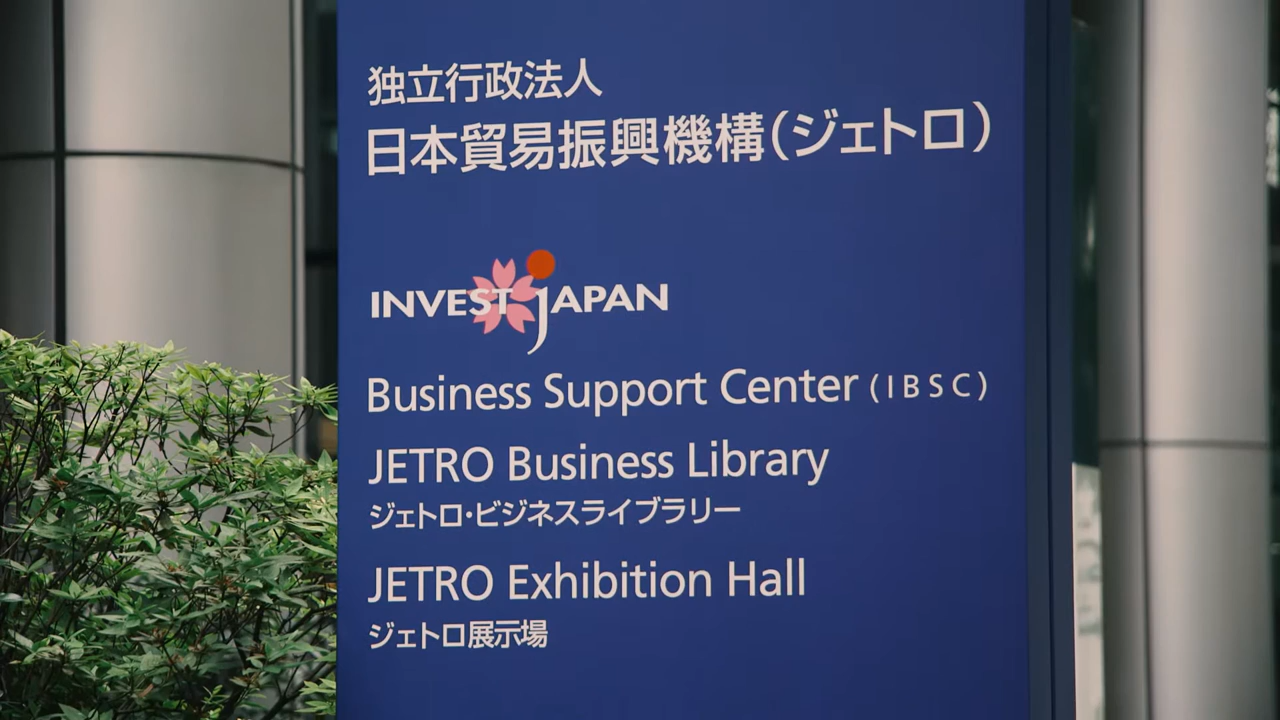 独立行政法人
日本貿易振興機構(ジェトロ)
INVEST JAPAN
Business Support Center (IBSC)
JETRO Business Library
ジェトロ・ビジネスライブラリー
JETRO Exhibition Hall
ジェトロ展示場